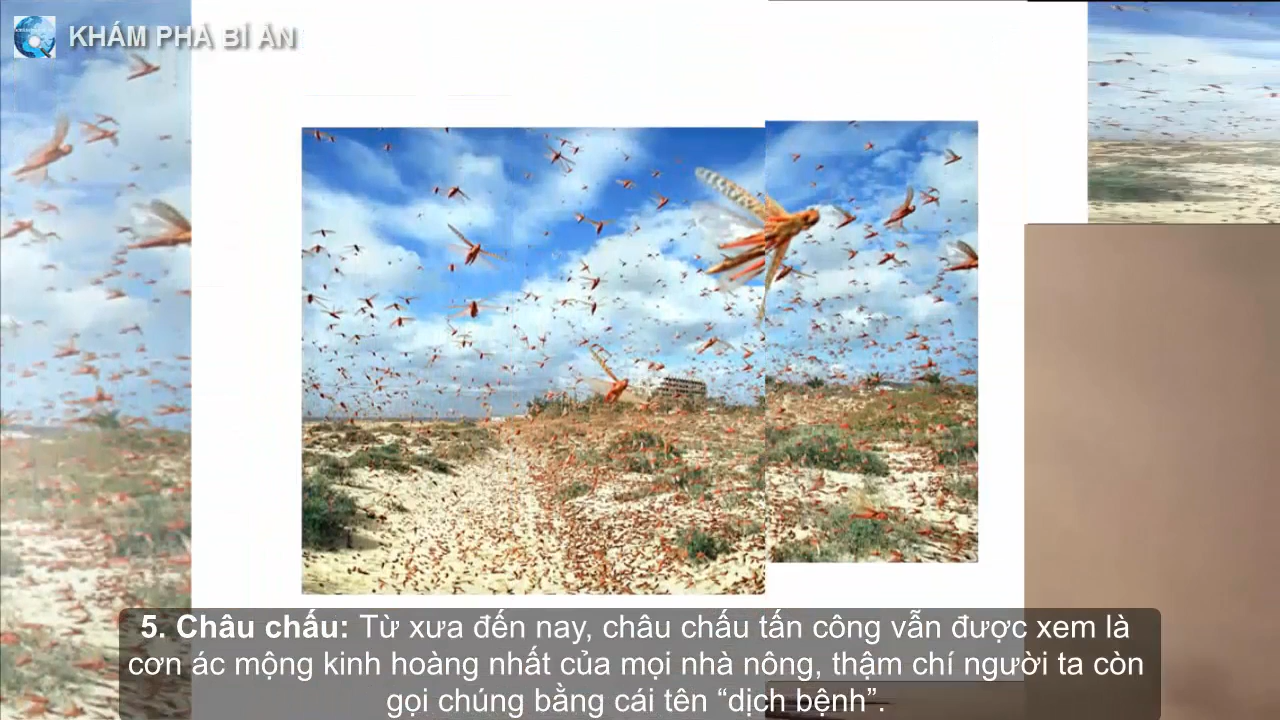 KHÁM PHÁ BÍ ẨN
5. Châu chấu: Từ xưa đến nay, châu chấu tấn công vẫn được xem là
cơn ác mộng kinh hoàng nhất của mọi nhà nông, thậm chí người ta còn
gọi chúng bằng cái tên “dịch bệnh”.